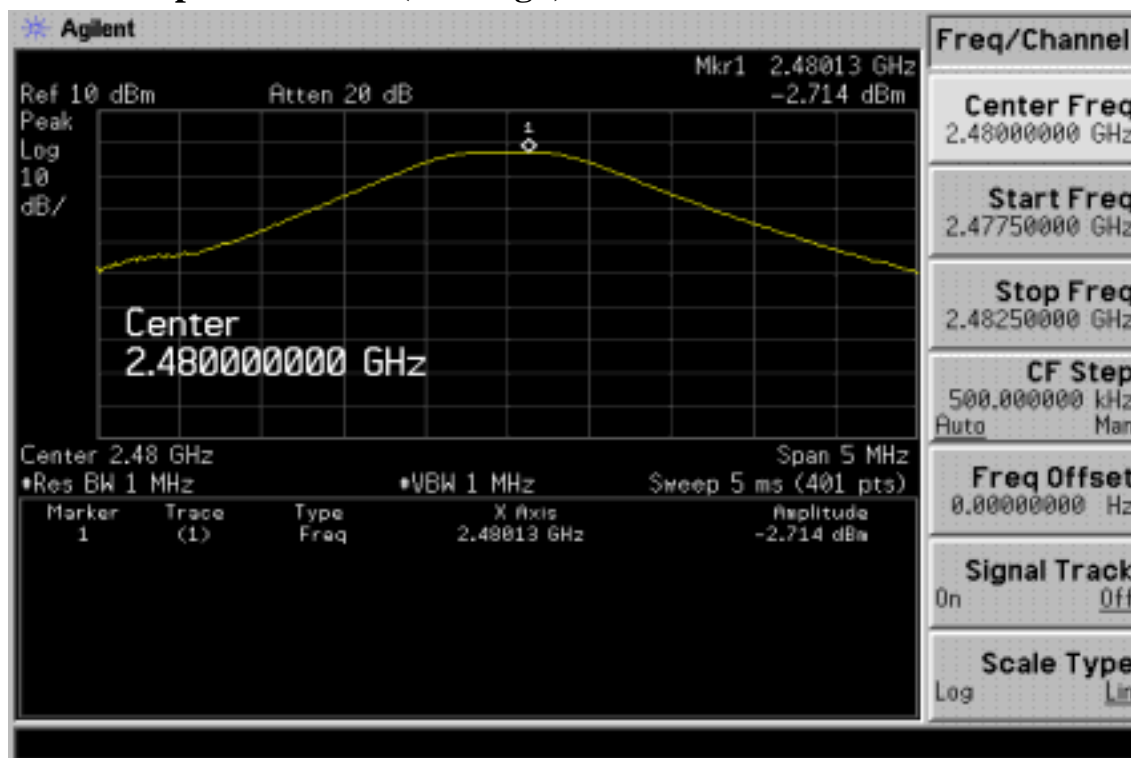 Agilent
Freq/Channel
Mkr1 2.48013 GHz
Ref 10 dBm Atten 20 dB -2.714 dBm
Peak
Log
10
dB/
1
Center
2.480000000 GHz
Center 2.48 GHz Span 5 MHz
•Res BW 1 MHz •VBW 1 MHz Sweep 5 ms (401 pts)
Marker Trace Type X Axis Amplitude
1 (1) Freq 2.48013 GHz -2.714 dBm
Center Freq
2.48000000 GHz
Start Freq
2.47750000 GHz
Stop Freq
2.48250000 GHz
CF Step
500.000000 kHz
Auto Man
Freq Offset
0.00000000 Hz
Signal Track
On Off
Scale Type
Log Lin